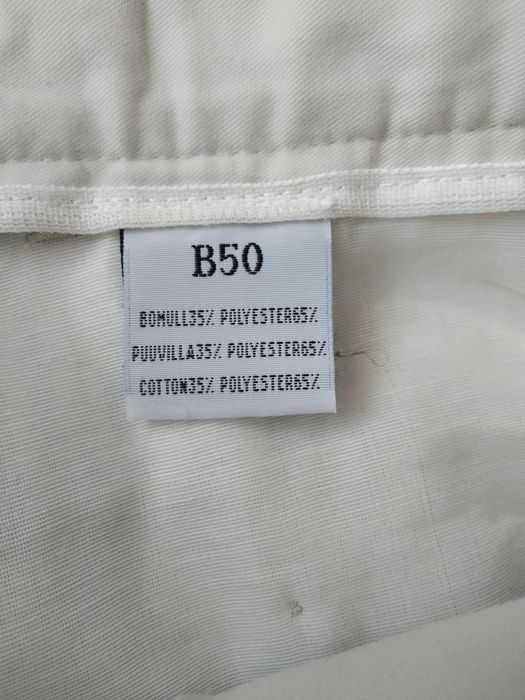 B50
BOMULL35% POLYESTER65%
PUUVILLA35% POLYESTER65%
COTTON35% POLYESTER65%